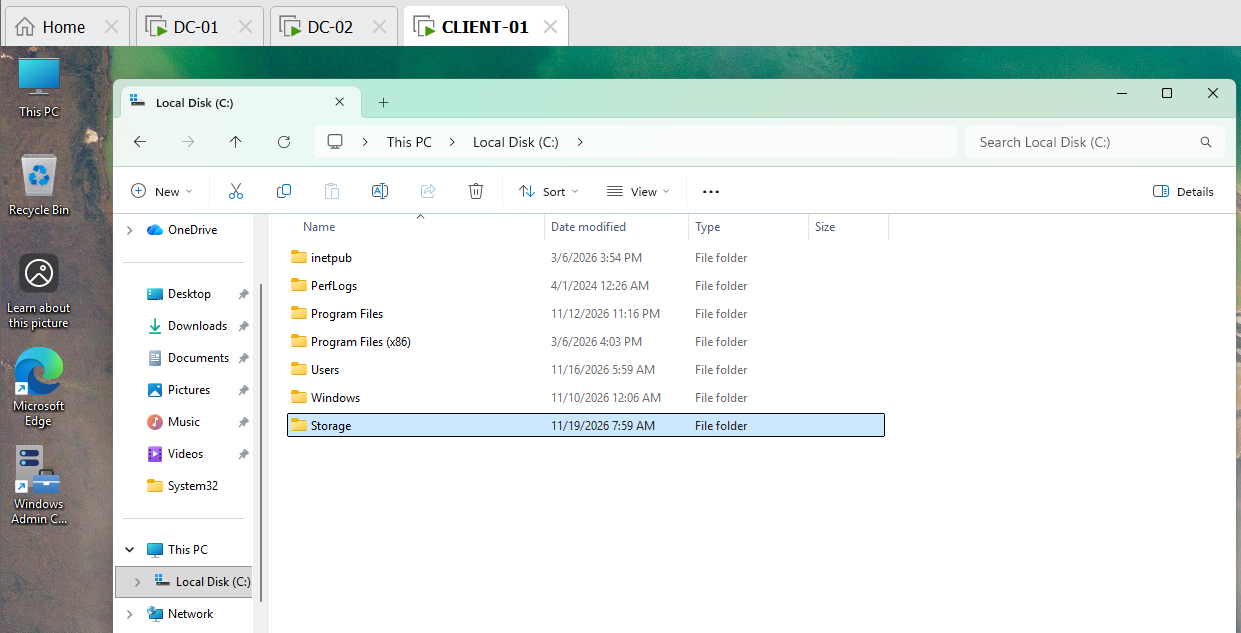 Home
DC-01
DC-02
CLIENT-01
This PC
Recycle Bin
Learn about
this picture
Microsoft
Edge
Windows
Admin C...
Local Disk (C:)
This PC
Local Disk (C:)
Search Local Disk (C:)
New
Sort
View
Details
OneDrive
Desktop
Downloads
Documents
Pictures
Music
Videos
System32
This PC
Local Disk (C:)
Network
Name Date modified Type Size
inetpub 3/6/2026 3:54 PM File folder
PerfLogs 4/1/2024 12:26 AM File folder
Program Files 11/12/2026 11:16 PM File folder
Program Files (x86) 3/6/2026 4:03 PM File folder
Users 11/16/2026 5:59 AM File folder
Windows 11/10/2026 12:06 AM File folder
Storage 11/19/2026 7:59 AM File folder